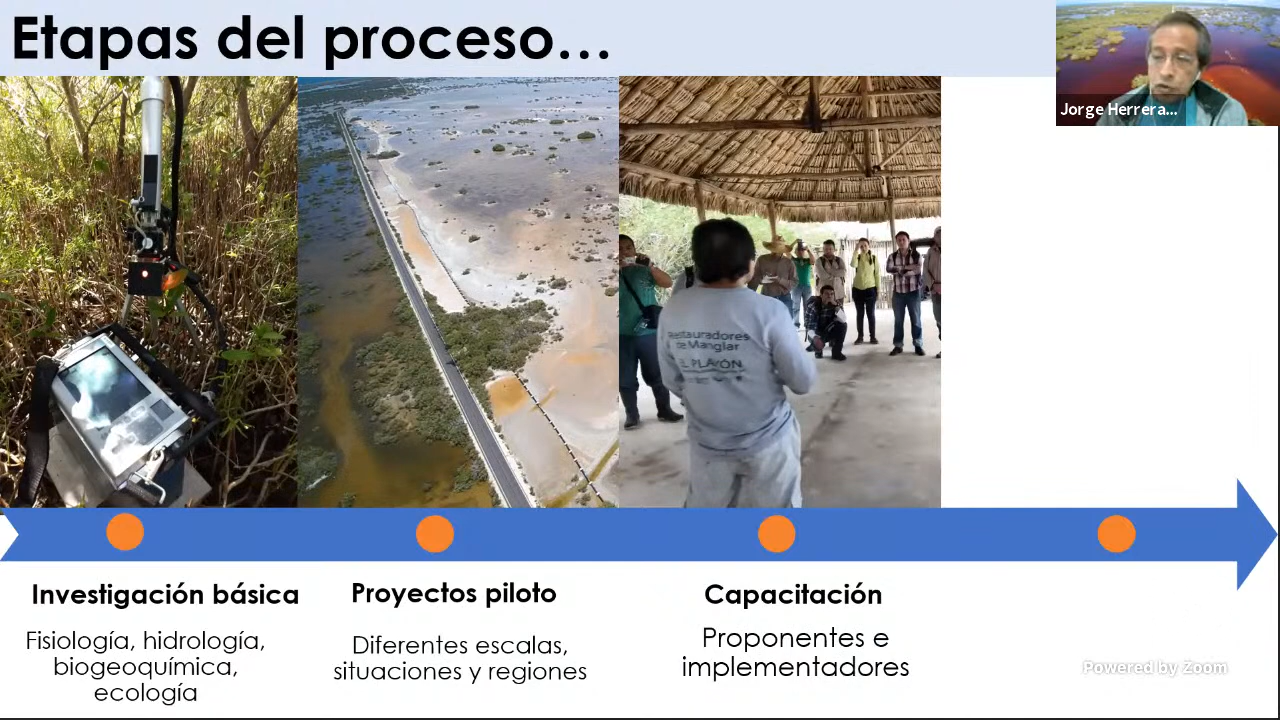 Etapas del proceso...
Jorge Herrera...
Restauradores
de Manglar
EL PLAYÓN
Investigación básica
Fisiología, hidrología,
biogeoquímica,
ecología
Proyectos piloto
Diferentes escalas,
situaciones y regiones
Capacitación
Proponentes e
implementadores
Powered by Zoom